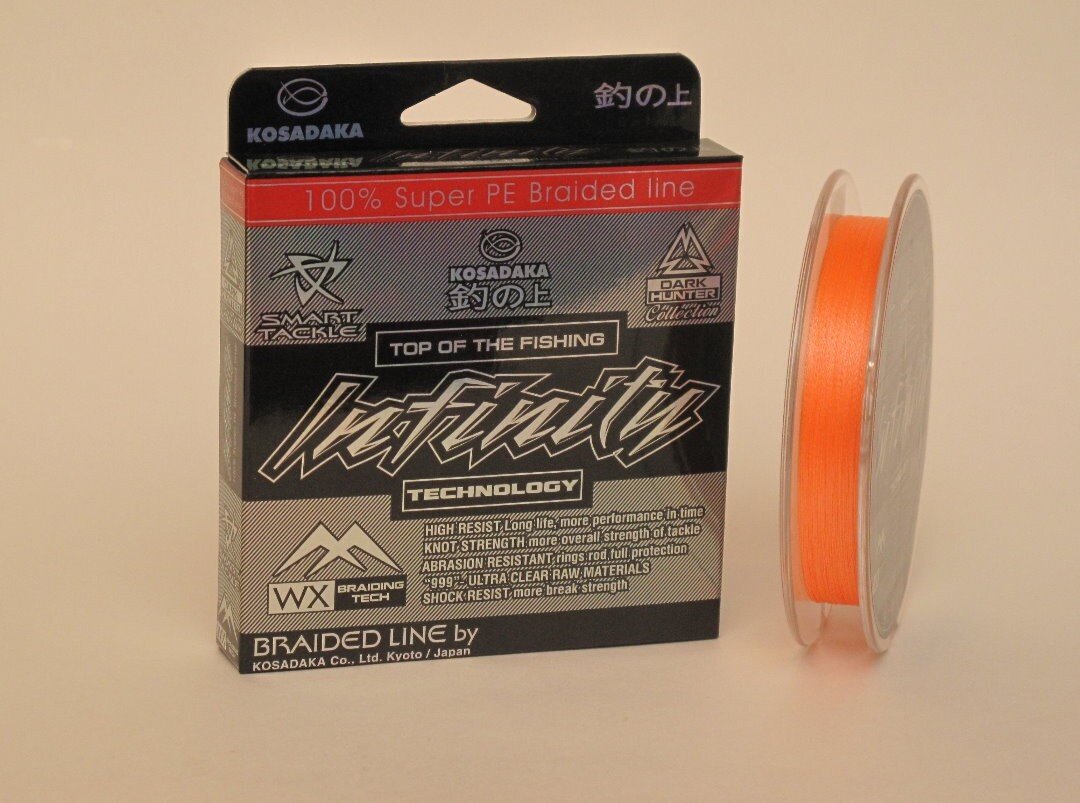 KOSADAKA
釣の上
100% Super PE Braided line
SMART
TACKLE
KOSADAKA
釣の上
DARK
HUNTER
Collection
TOP OF THE FISHING
Infinity
TECHNOLOGY
HIGH RESIST Long life, more performance in time
KNOT STRENGTH more overall strength of tackle
ABRASION RESISTANT rings rod full protection
"999" ULTRA CLEAR RAW MATERIALS
SHOCK RESIST more break strength
WX
BRAIDING
TECH
BRAIDED LINE by
KOSADAKA Co., Ltd. Kyoto / Japan